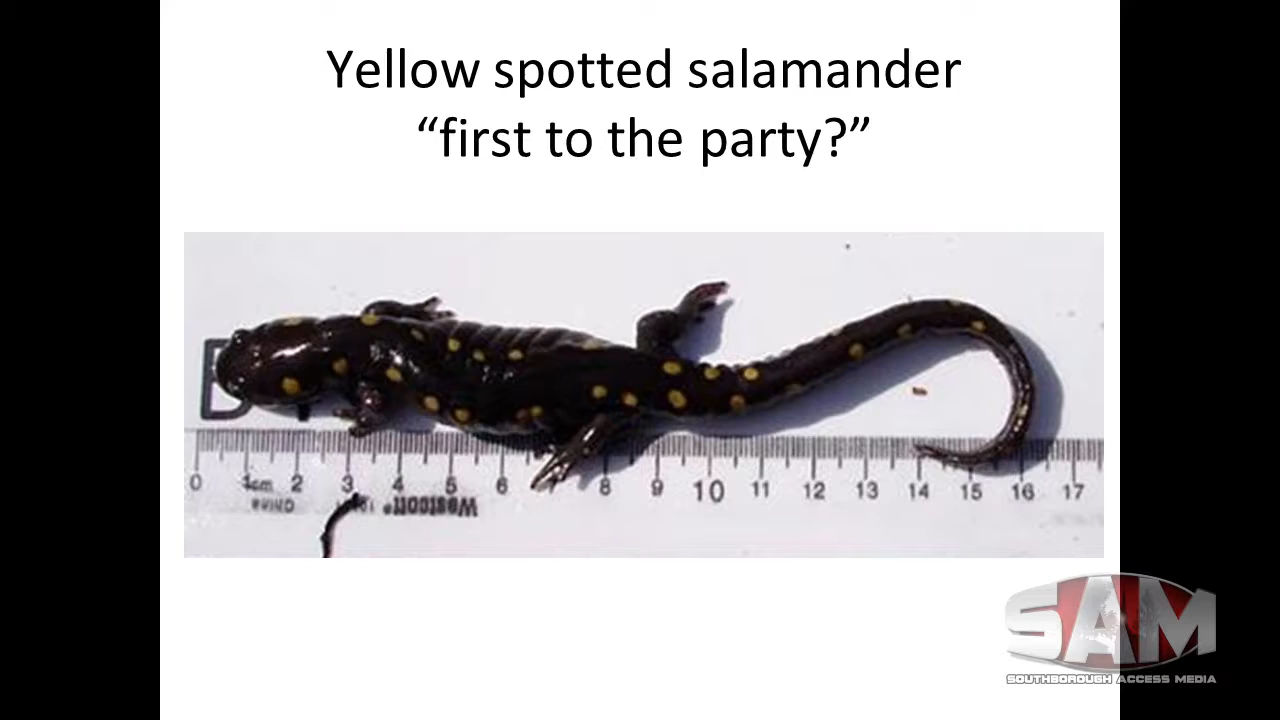 Yellow spotted salamander
“first to the party?”
0 1cm 2 3 4 5 6 7 8 9 10 11 12 13 14 15 16 17
Westcott®
SAM
SOUTHBOROUGH ACCESS MEDIA